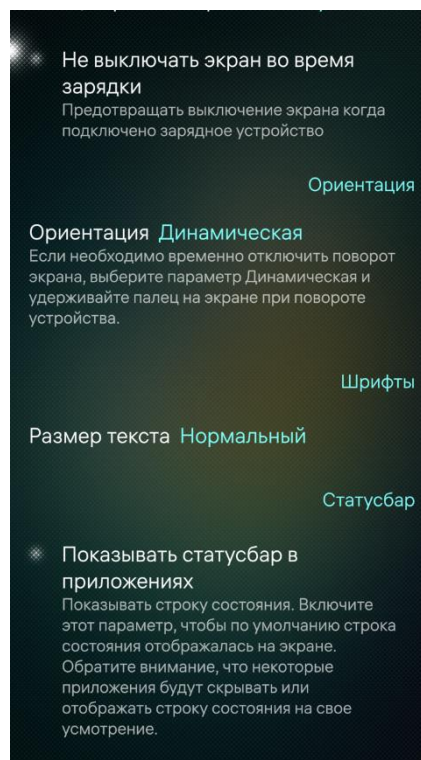 Не выключать экран во время
зарядки
Предотвращать выключение экрана когда
подключено зарядное устройство
Ориентация
Ориентация Динамическая
Если необходимо временно отключить поворот
экрана, выберите параметр Динамическая и
удерживайте палец на экране при повороте
устройства.
Шрифты
Размер текста Нормальный
Статусбар
Показывать статусбар в
приложениях
Показывать строку состояния. Включите
этот параметр, чтобы по умолчанию строка
состояния отображалась на экране.
Обратите внимание, что некоторые
приложения будут скрывать или
отображать строку состояния на свое
усмотрение.